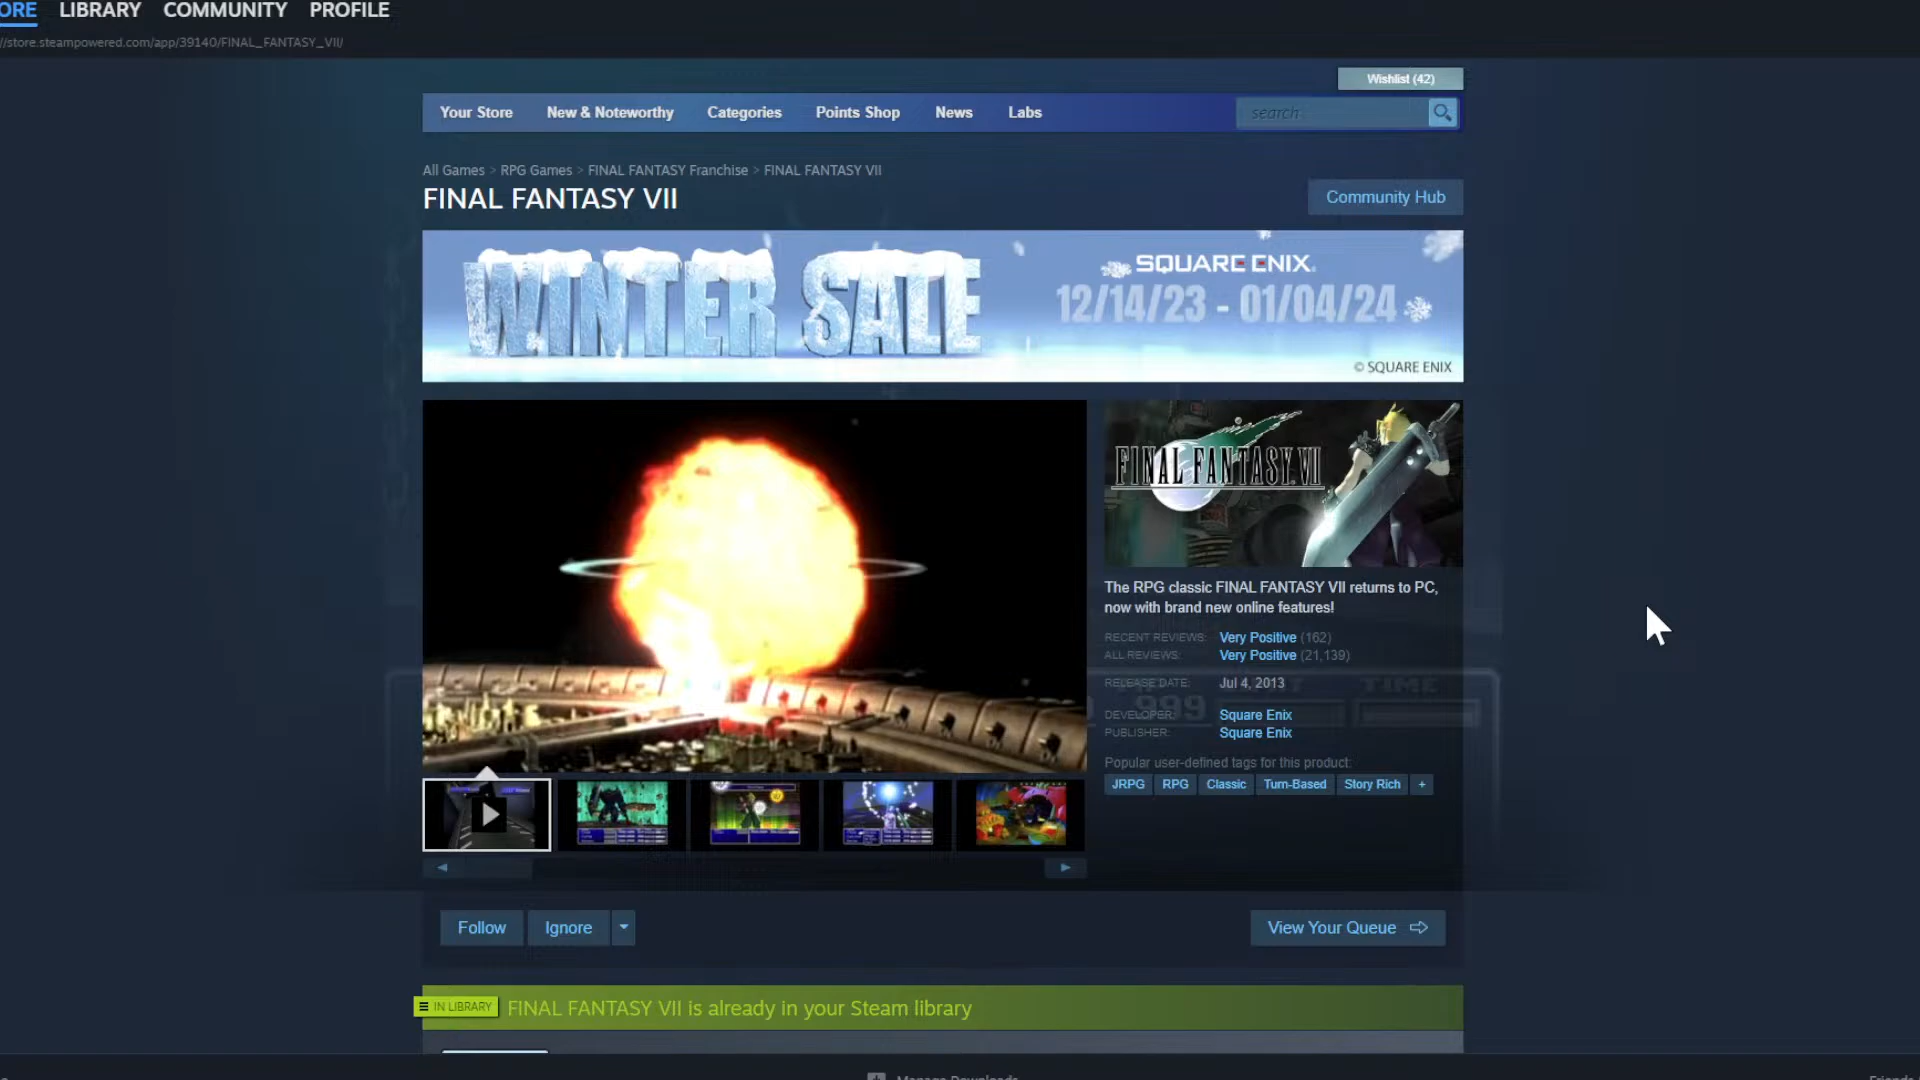 ORE LIBRARY COMMUNITY PROFILE
//store.steampowered.com/app/39140/FINAL_FANTASY_VII/
Wishlist (42)
Your Store New & Noteworthy Categories Points Shop News Labs search
All Games > RPG Games > FINAL FANTASY Franchise > FINAL FANTASY VII
FINAL FANTASY VII
Community Hub
WINTER SALE
SQUARE ENIX.
12/14/23 - 01/04/24
© SQUARE ENIX
FINAL FANTASY VII
The RPG classic FINAL FANTASY VII returns to PC,
now with brand new online features!
RECENT REVIEWS: Very Positive (162)
ALL REVIEWS: Very Positive (21,139)
RELEASE DATE: Jul 4, 2013
TIME
999
DEVELOPER: Square Enix
PUBLISHER: Square Enix
Popular user-defined tags for this product:
JRPG RPG Classic Turn-Based Story Rich +
Follow Ignore
View Your Queue
IN LIBRARY FINAL FANTASY VII is already in your Steam library
Manage Downloads